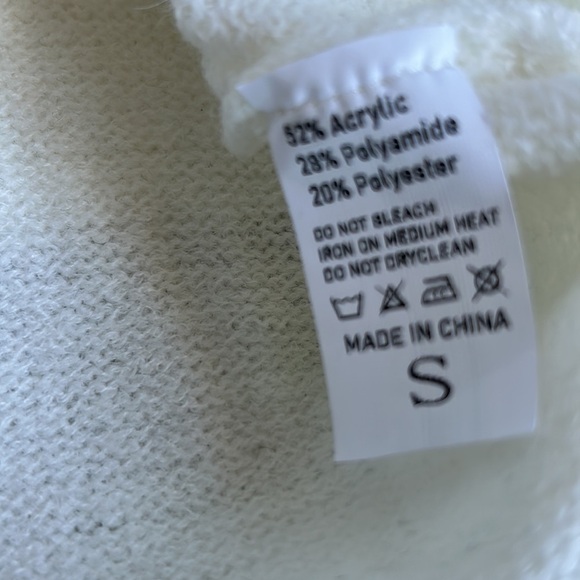 52% Acrylic
28% Polyamide
20% Polyester
DO NOT BLEACH
IRON ON MEDIUM HEAT
DO NOT DRYCLEAN
MADE IN CHINA
S